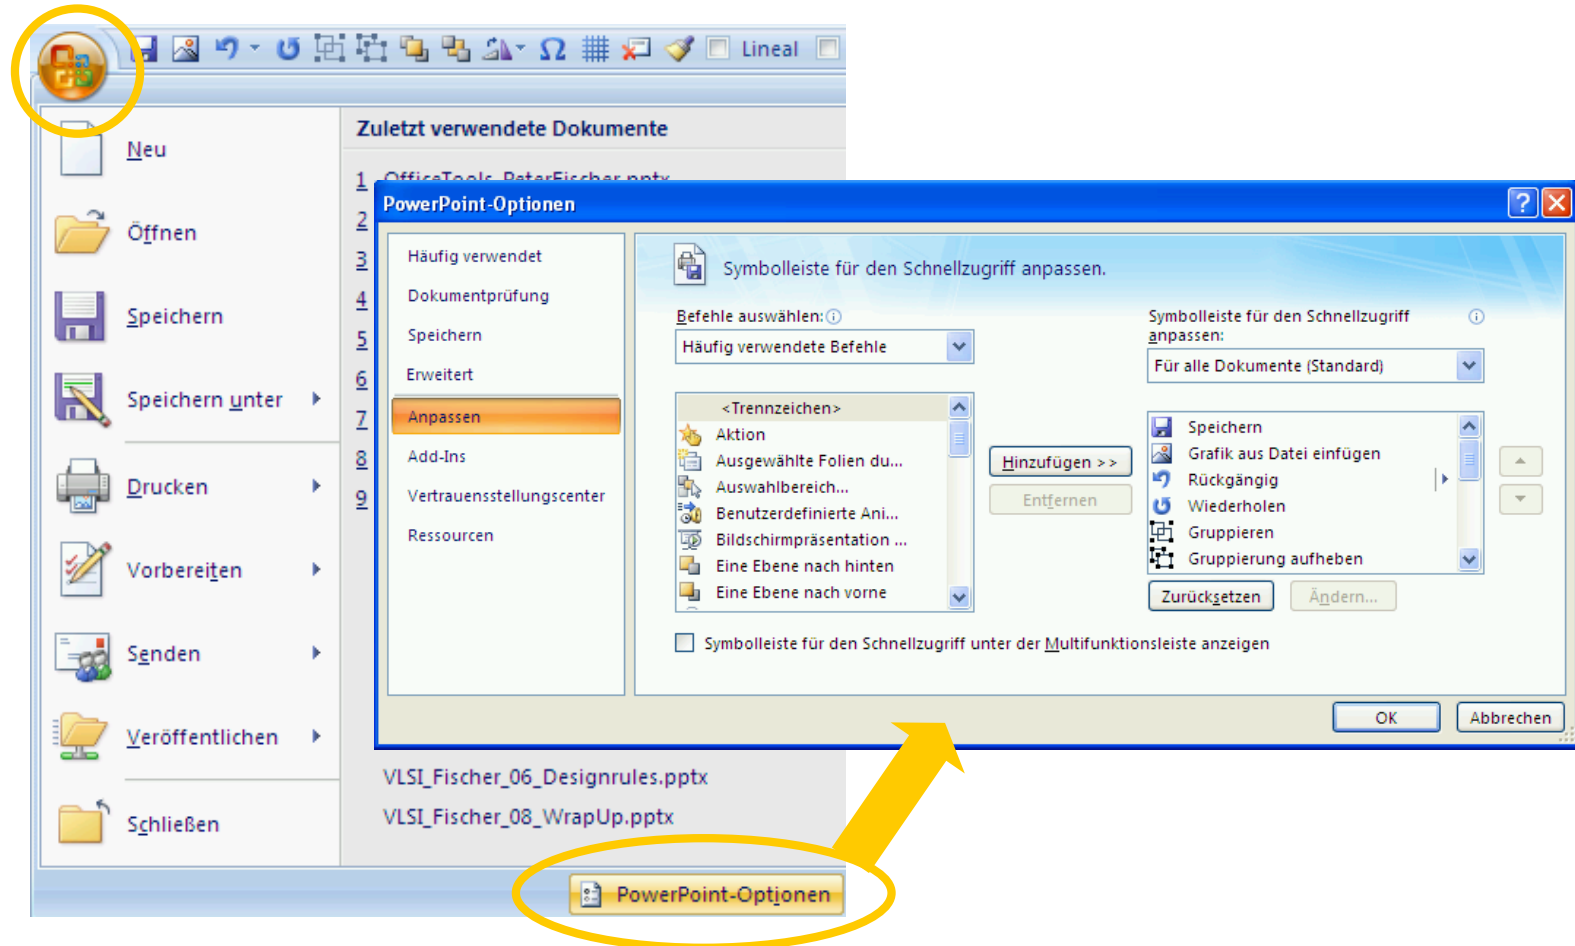 Lineal
Neu
Öffnen
Speichern
Speichern unter
Drucken
Vorbereiten
Senden
Veröffentlichen
Schließen
Zuletzt verwendete Dokumente
1 OfficeTools_PeterFischer.pptx
2
3
4
5
6
7
8
9
VLSI_Fischer_06_Designrules.pptx
VLSI_Fischer_08_WrapUp.pptx
PowerPoint-Optionen
PowerPoint-Optionen
Häufig verwendet
Dokumentprüfung
Speichern
Erweitert
Anpassen
Add-Ins
Vertrauensstellungscenter
Ressourcen
Symbolleiste für den Schnellzugriff anpassen.
Befehle auswählen:
Häufig verwendete Befehle
<Trennzeichen>
Aktion
Ausgewählte Folien du...
Auswahlbereich...
Benutzerdefinierte Ani...
Bildschirmpräsentation ...
Eine Ebene nach hinten
Eine Ebene nach vorne
Hinzufügen >>
Entfernen
Symbolleiste für den Schnellzugriff
anpassen:
Für alle Dokumente (Standard)
Speichern
Grafik aus Datei einfügen
Rückgängig
Wiederholen
Gruppieren
Gruppierung aufheben
Zurücksetzen
Ändern...
Symbolleiste für den Schnellzugriff unter der Multifunktionsleiste anzeigen
OK
Abbrechen